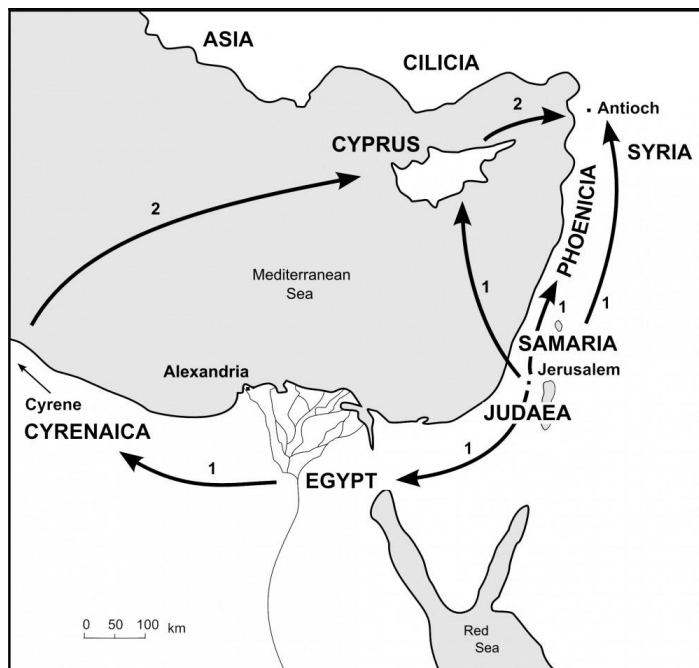 ASIA
CILICIA
2
Antioch
CYPRUS
SYRIA
2
PHOENICIA
Mediterranean
Sea
1
1
1
SAMARIA
Alexandria
Jerusalem
Cyrene
JUDAEA
CYRENAICA
1
1
EGYPT
0 50 100
km
Red
Sea